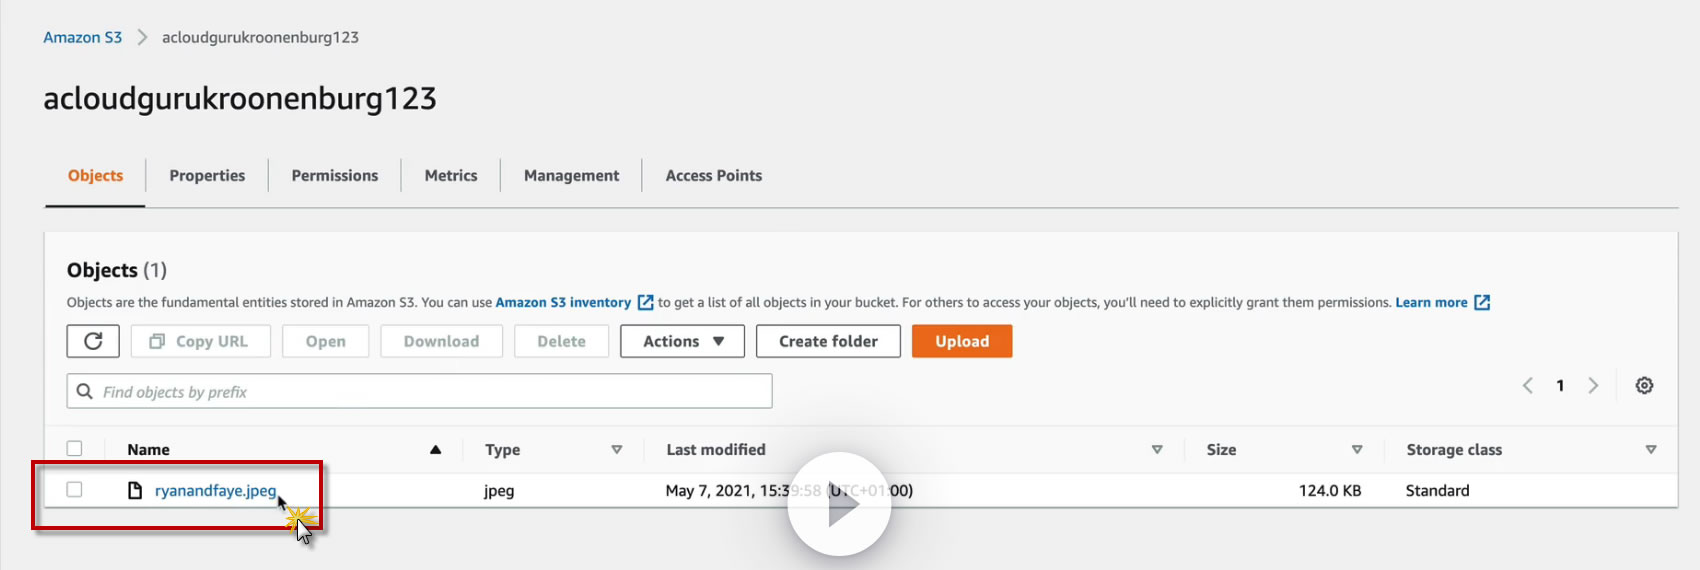 Amazon S3 > acloudgurukroonenburg123
acloudgurukroonenburg123
Objects Properties Permissions Metrics Management Access Points
Objects (1)
Objects are the fundamental entities stored in Amazon S3. You can use Amazon S3 inventory to get a list of all objects in your bucket. For others to access your objects, you'll need to explicitly grant them permissions. Learn more
Copy URL Open Download Delete Actions Create folder Upload
Find objects by prefix 1
Name Type Last modified Size Storage class
ryanandfaye.jpeg jpeg May 7, 2021, 15:39:58 (UTC+01:00) 124.0 KB Standard